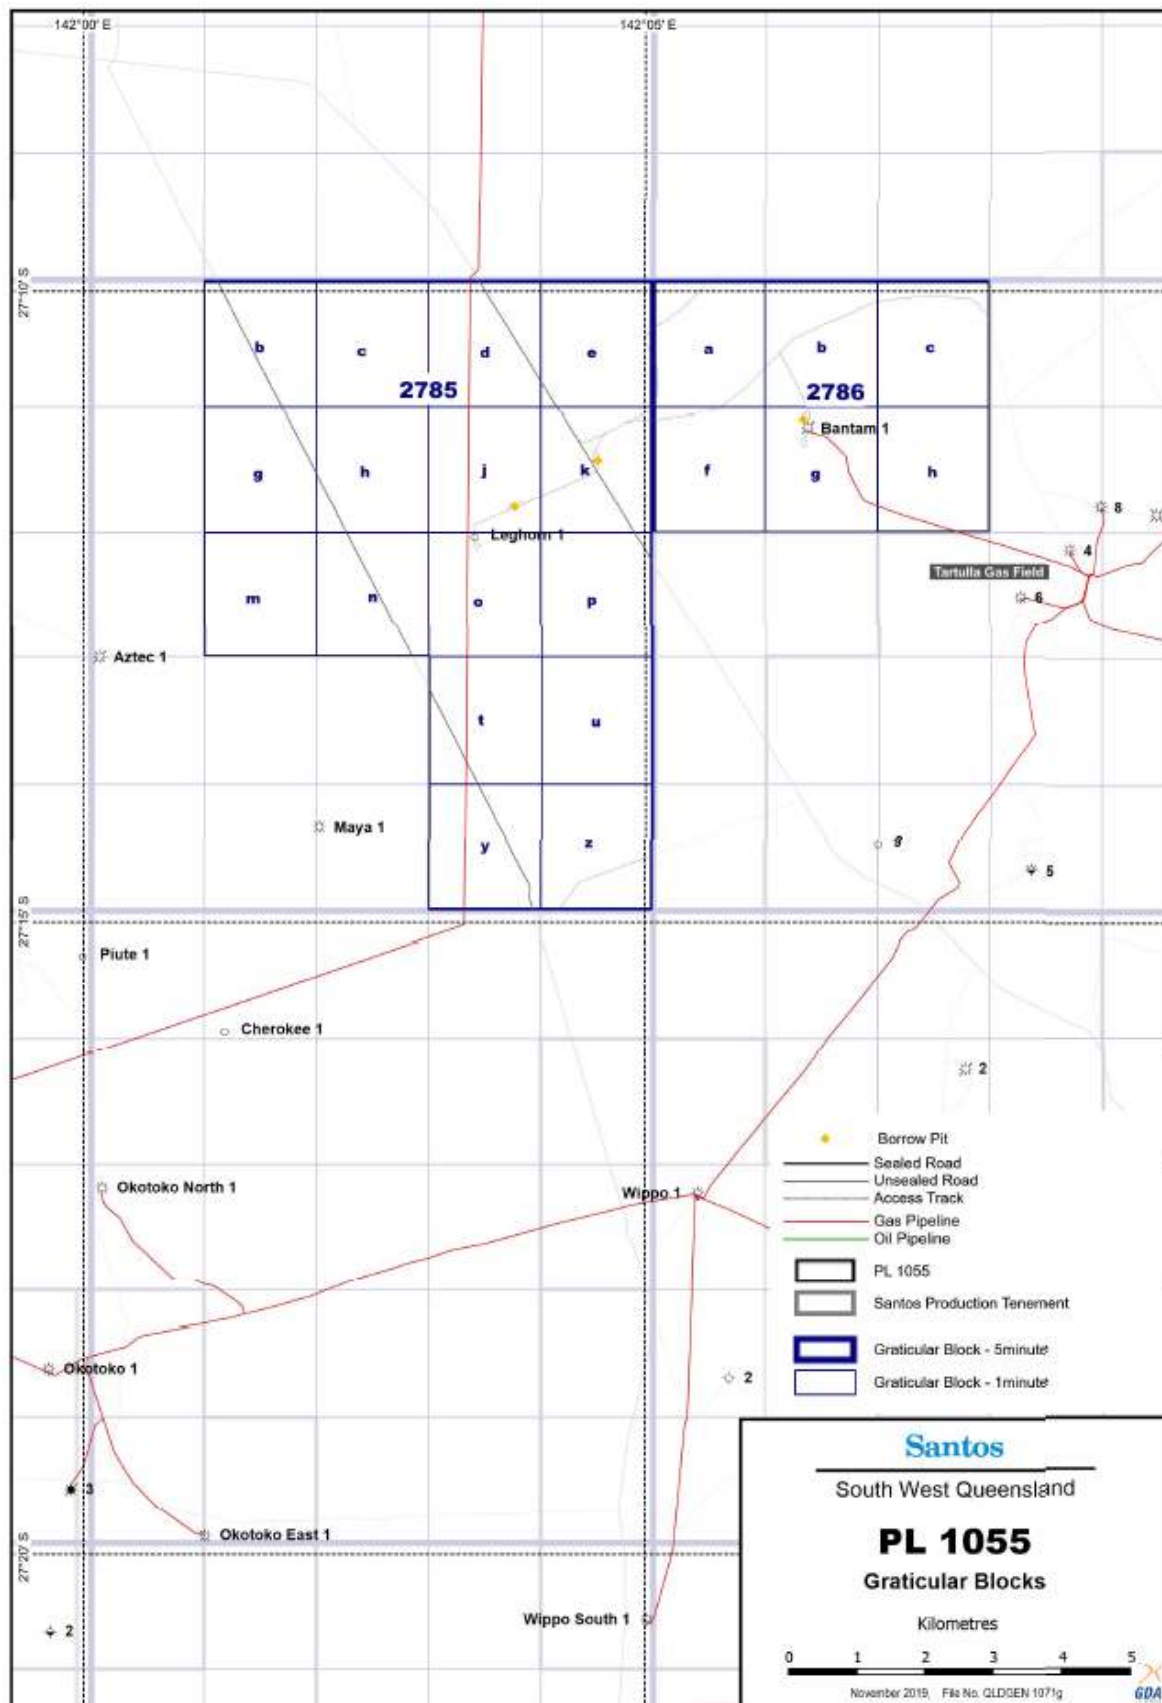 142°00' E
142°05' E
27°10' S
b
c
d
e
a
b
c
2785
2786
Bantam 1
g
h
j
k
f
g
h
8
Leghorn 1
4
Tartulla Gas Field
6
m
n
o
p
Aztec 1
t
u
Maya 1
y
z
9
5
27°15' S
Piute 1
Cherokee 1
2
Borrow Pit
Sealed Road
Unsealed Road
Access Track
Gas Pipeline
Oil Pipeline
PL 1055
Santos Production Tenement
Graticular Block - 5minute
Graticular Block - 1minute
Okotoko North 1
Wippo 1
Okotoko 1
2
3
Okotoko East 1
27°20' S
2
Wippo South 1
Santos
South West Queensland
PL 1055
Graticular Blocks
Kilometres
0 1 2 3 4 5
November 2019, File No. QLDGEN 1071g
GDA